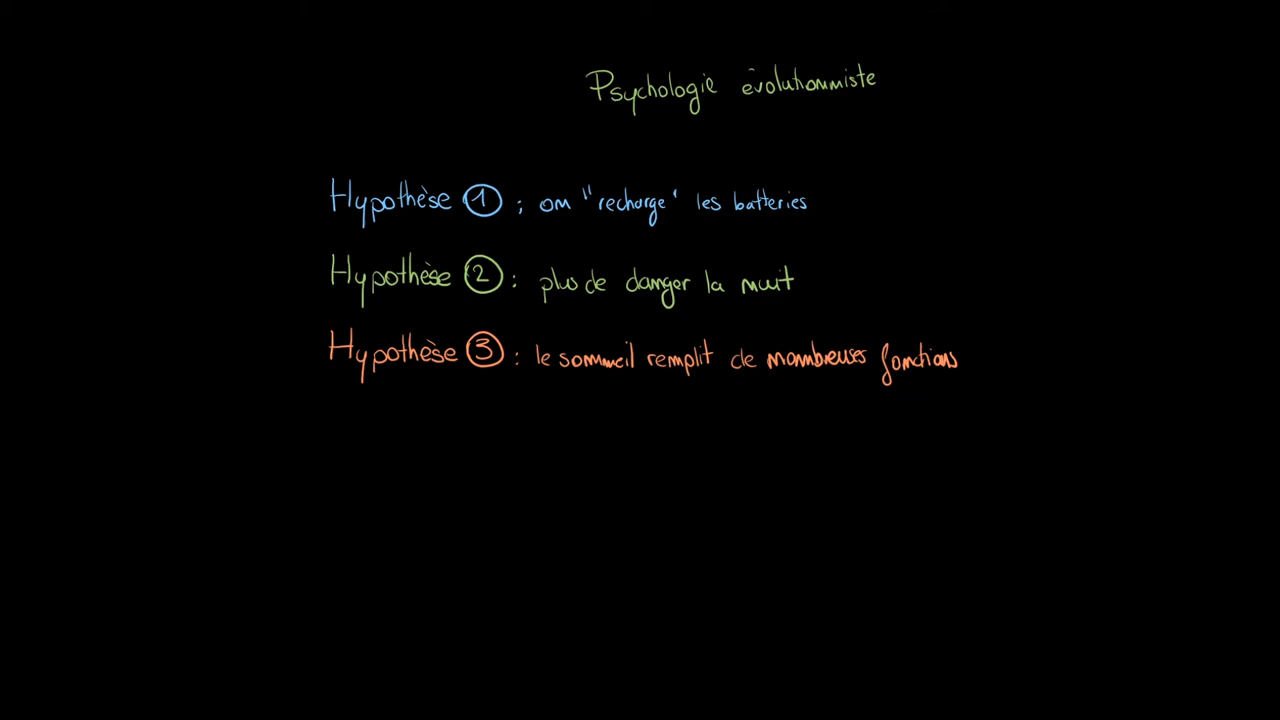 Psychologie évolutionniste
Hypothèse 1 : on "recharge" les batteries
Hypothèse 2 : plus de danger la nuit
Hypothèse 3 : le sommeil remplit de nombreuses fonctions